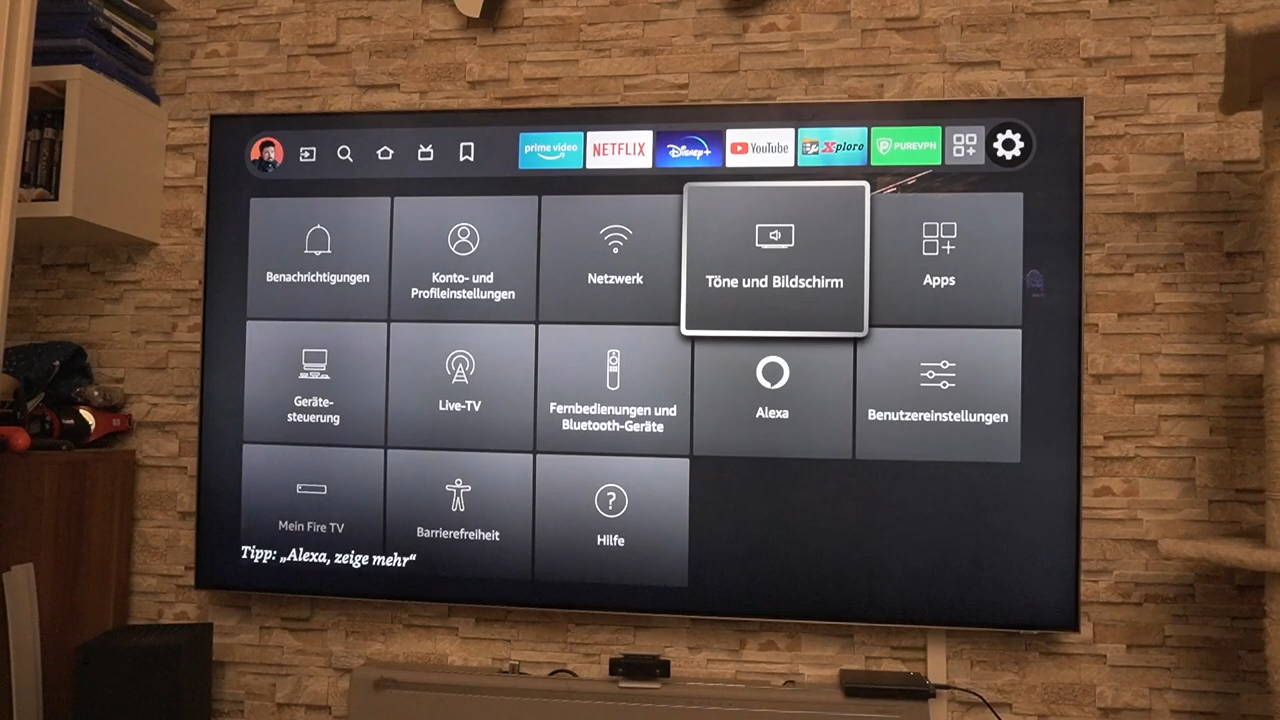 prime video
NETFLIX
Disney+
YouTube
Xplore
PUREVPN
Benachrichtigungen
Konto- und
Profileinstellungen
Netzwerk
Töne und Bildschirm
Apps
Geräte-
steuerung
Live-TV
Fernbedienungen und
Bluetooth-Geräte
Alexa
Benutzereinstellungen
Mein Fire TV
Barrierefreiheit
?
Hilfe
Tipp: „Alexa, zeige mehr“